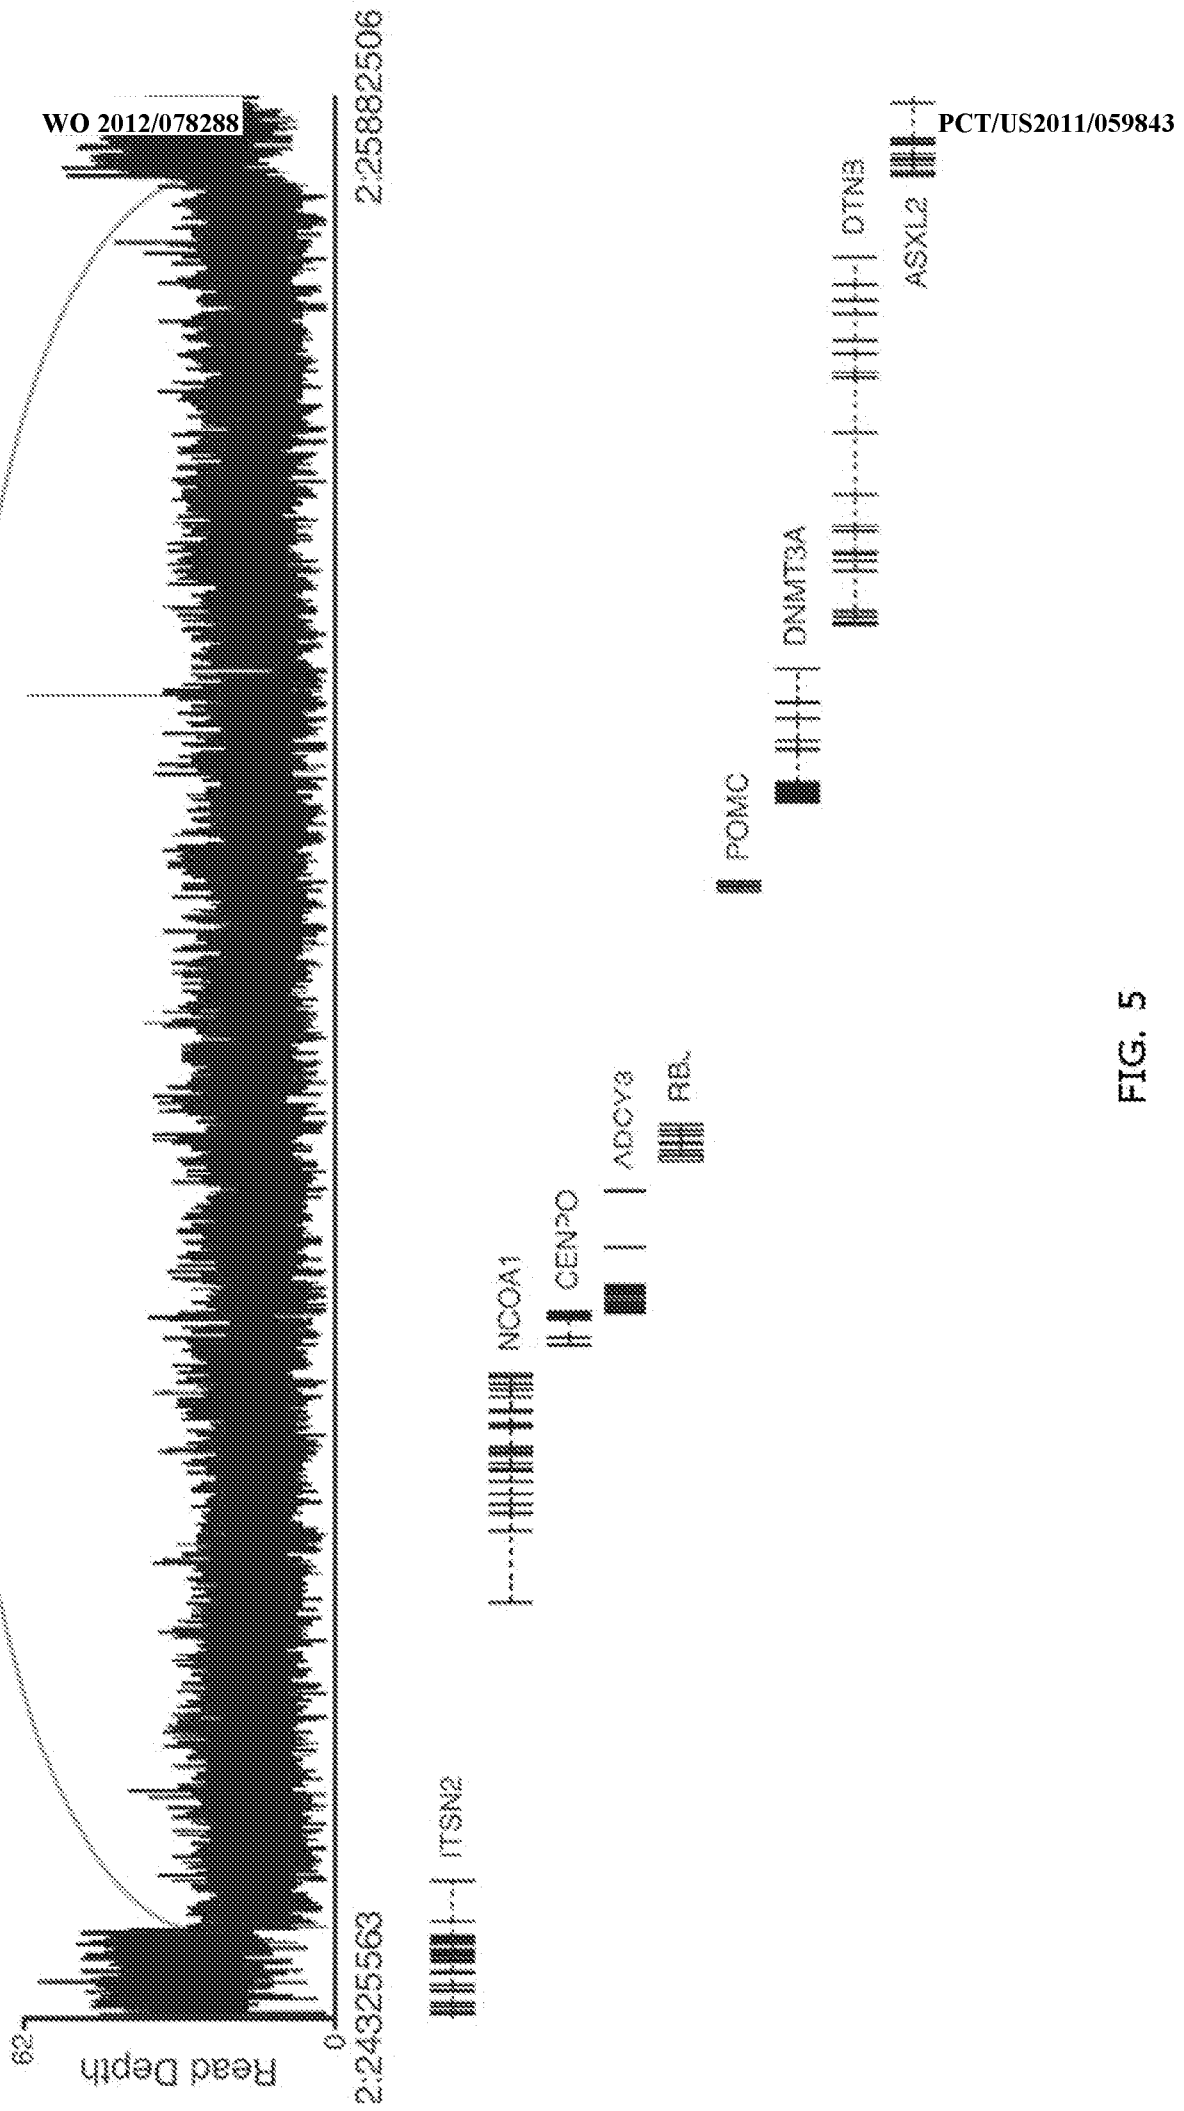 WO 2012/078288
PCT/US2011/059843
Read Depth
62
0
2:24325563
2:25882506
ITSN2
NCOA1
CENPO
ADCY3
POMC
DNMT3A
DTNB
ASXL2
FIG. 5